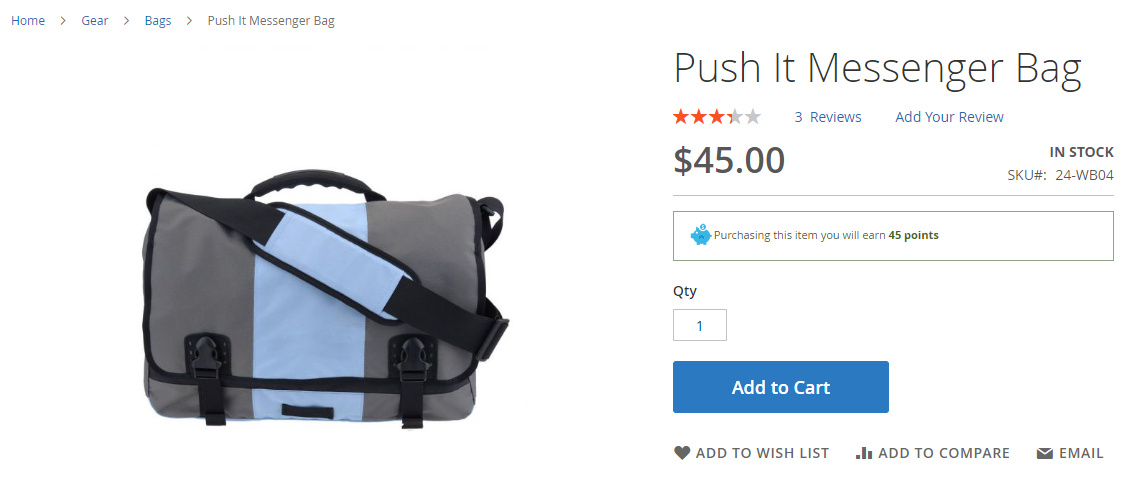 Home > Gear > Bags > Push It Messenger Bag
Push It Messenger Bag
3 Reviews Add Your Review
$45.00
IN STOCK
SKU#: 24-WB04
Purchasing this item you will earn 45 points
Qty
1
Add to Cart
ADD TO WISH LIST ADD TO COMPARE EMAIL